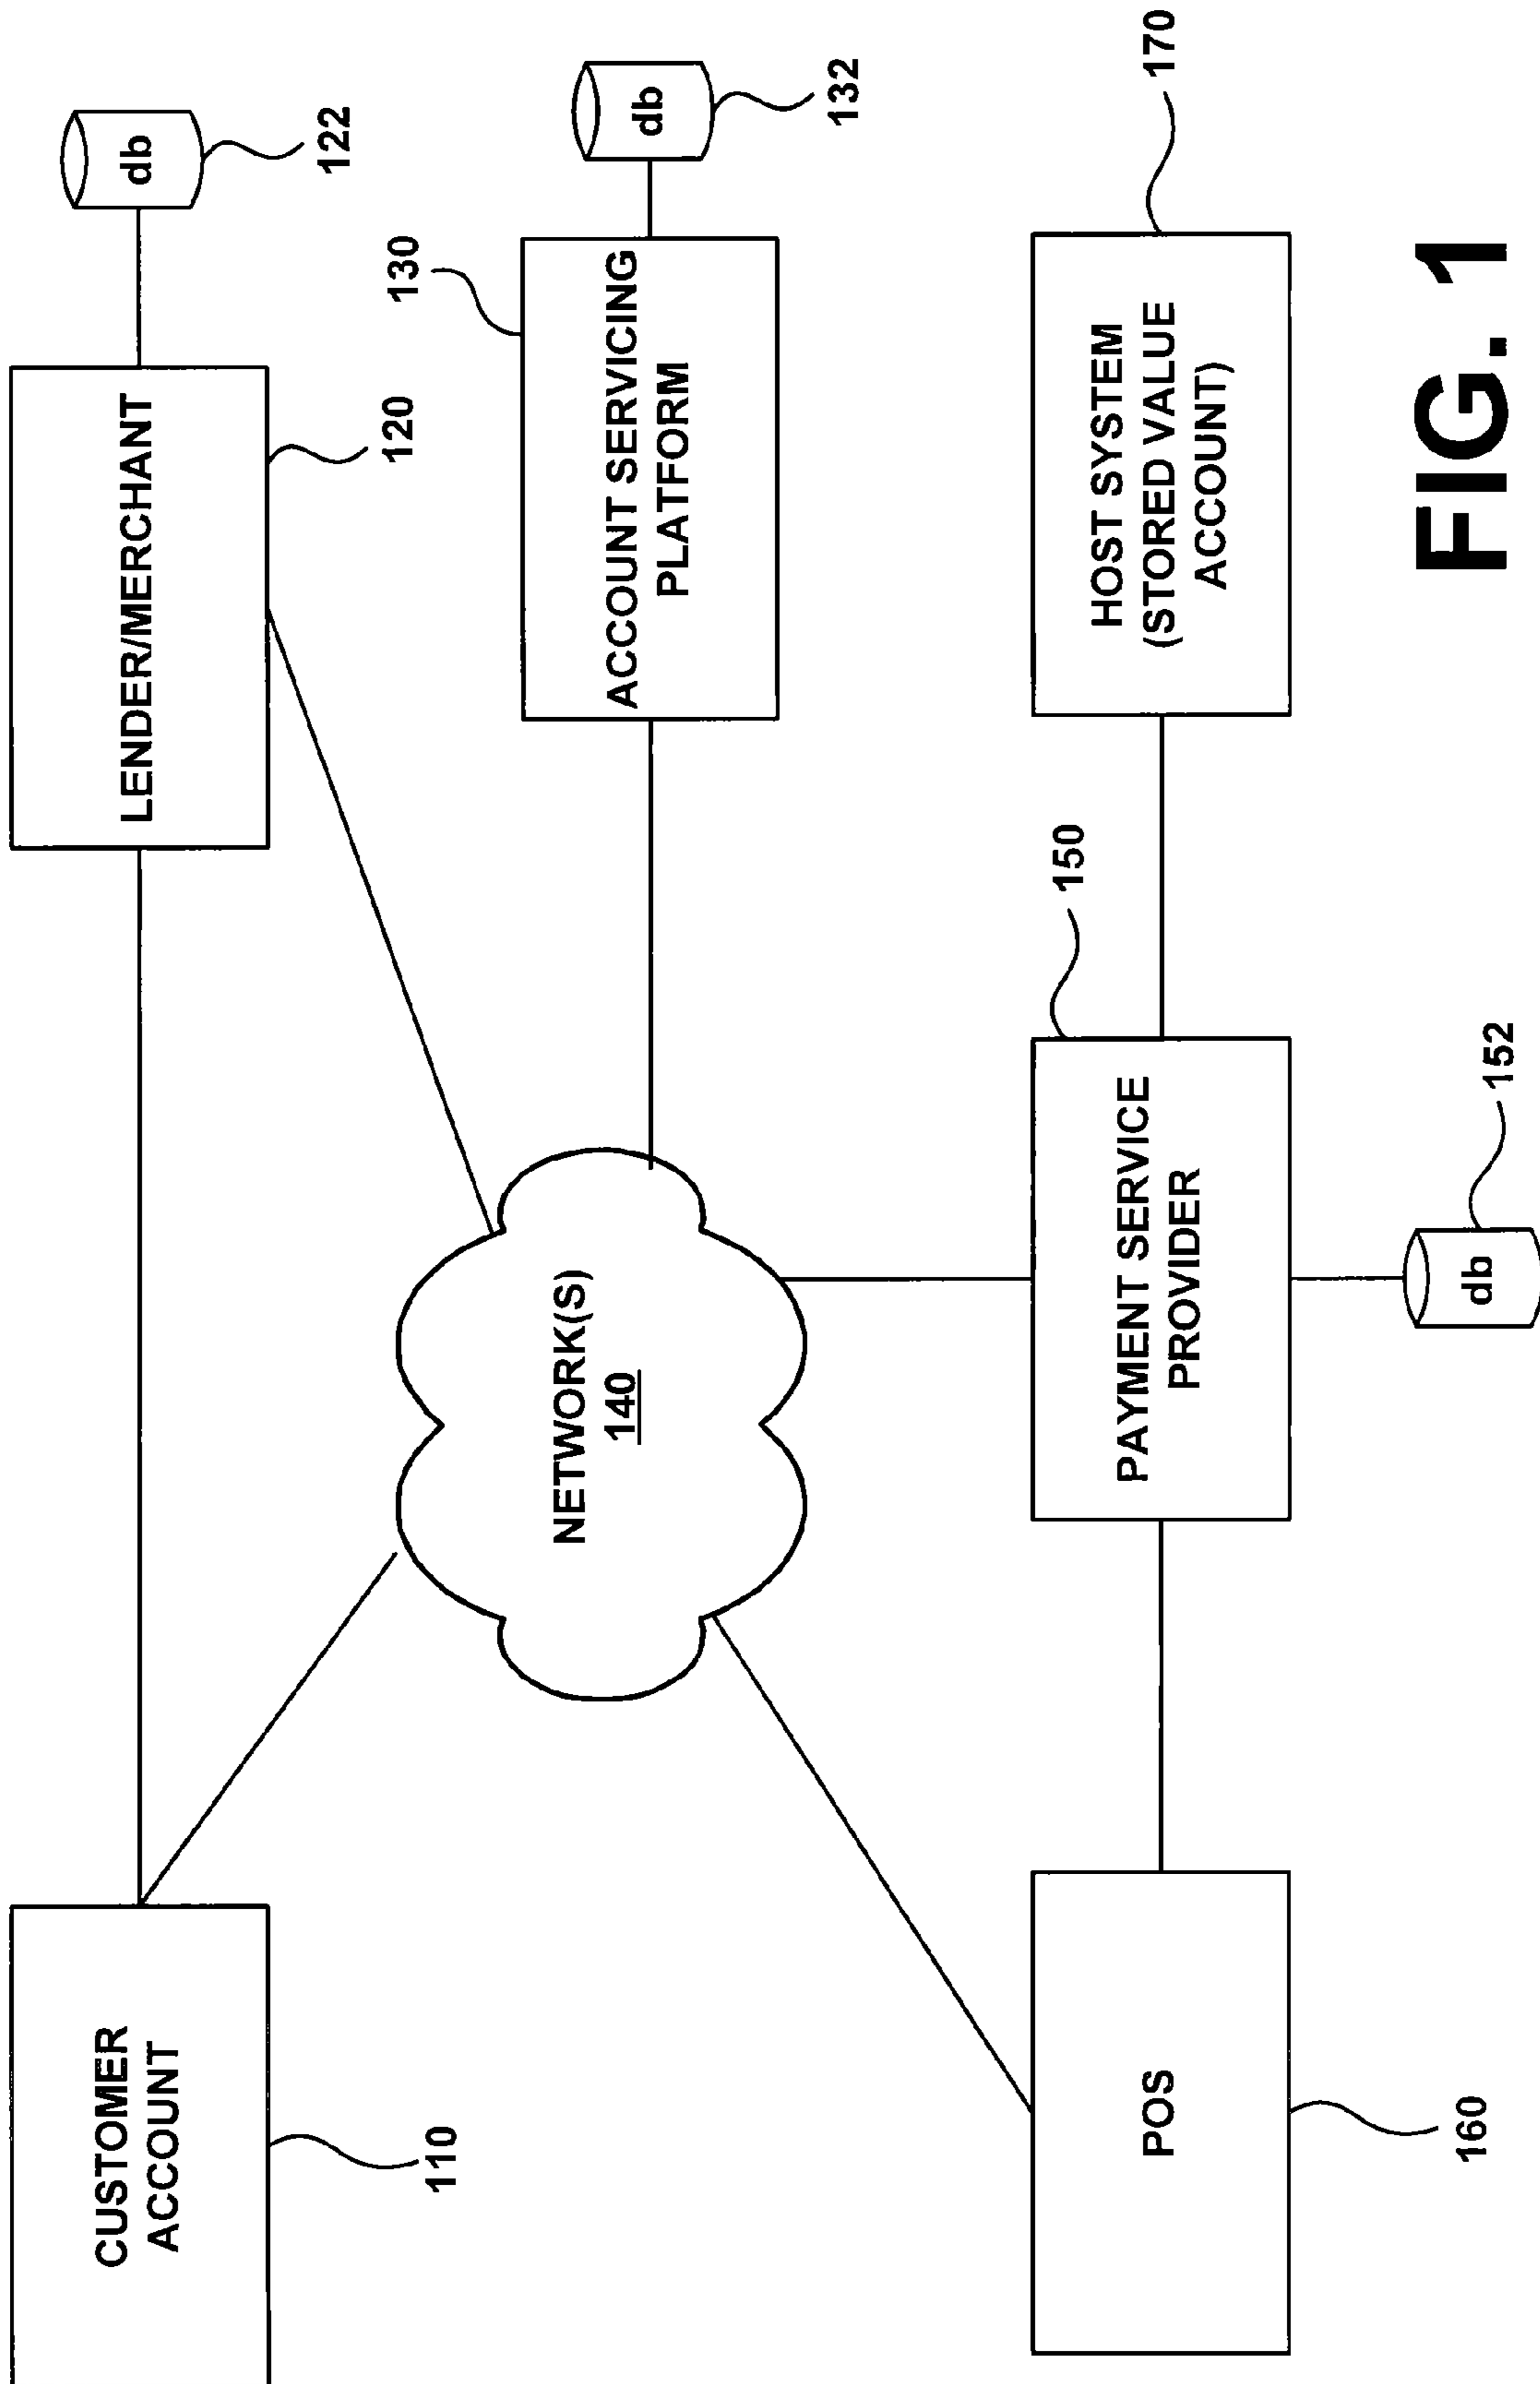 CUSTOMER
ACCOUNT
110
LENDER/MERCHANT
120
db
122
NETWORK(S)
140
130
ACCOUNT SERVICING
PLATFORM
db
132
POS
160
PAYMENT SERVICE
PROVIDER
150
db
152
HOST SYSTEM
(STORED VALUE
ACCOUNT)
170
FIG. 1